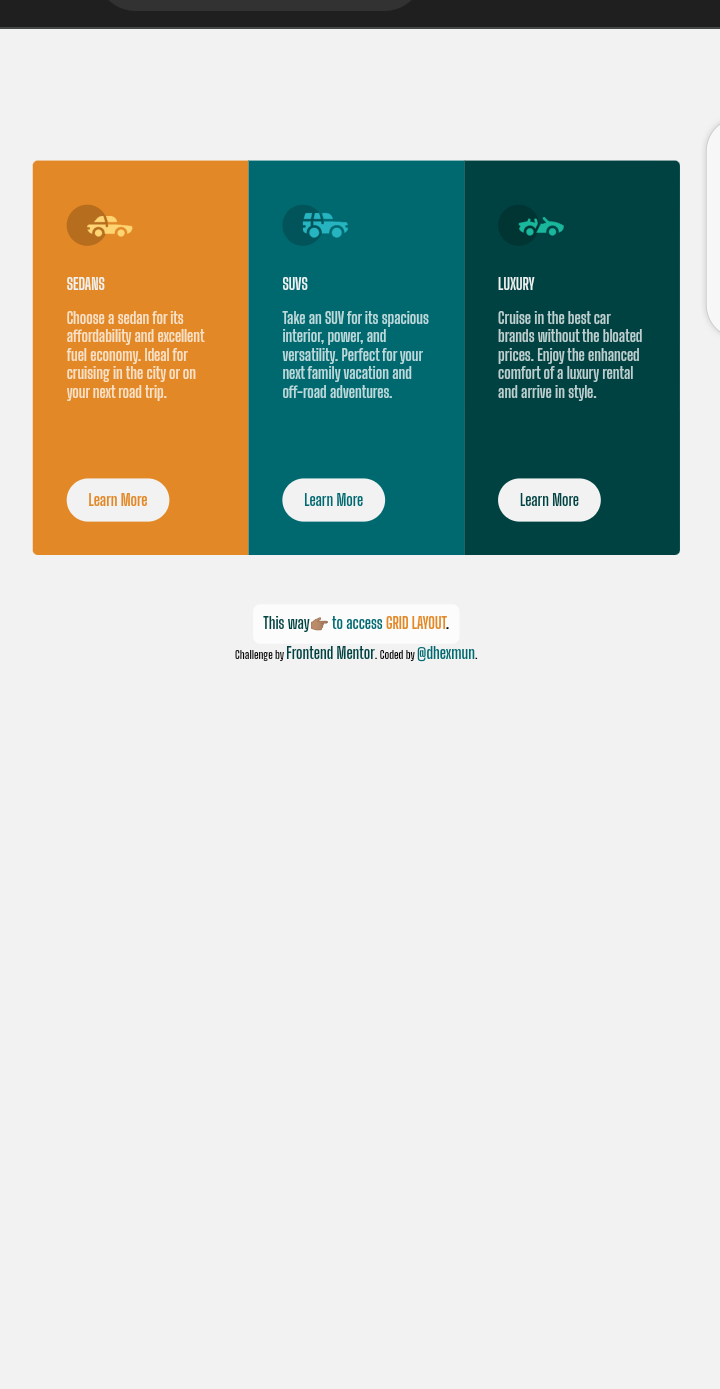 SEDANS
Choose a sedan for its
affordability and excellent
fuel economy. Ideal for
cruising in the city or on
your next road trip.
Learn More
SUVS
Take an SUV for its spacious
interior, power, and
versatility. Perfect for your
next family vacation and
off-road adventures.
Learn More
LUXURY
Cruise in the best car
brands without the bloated
prices. Enjoy the enhanced
comfort of a luxury rental
and arrive in style.
Learn More
This way👉🏽 to access GRID LAYOUT.
Challenge by Frontend Mentor. Coded by @dhexmun.